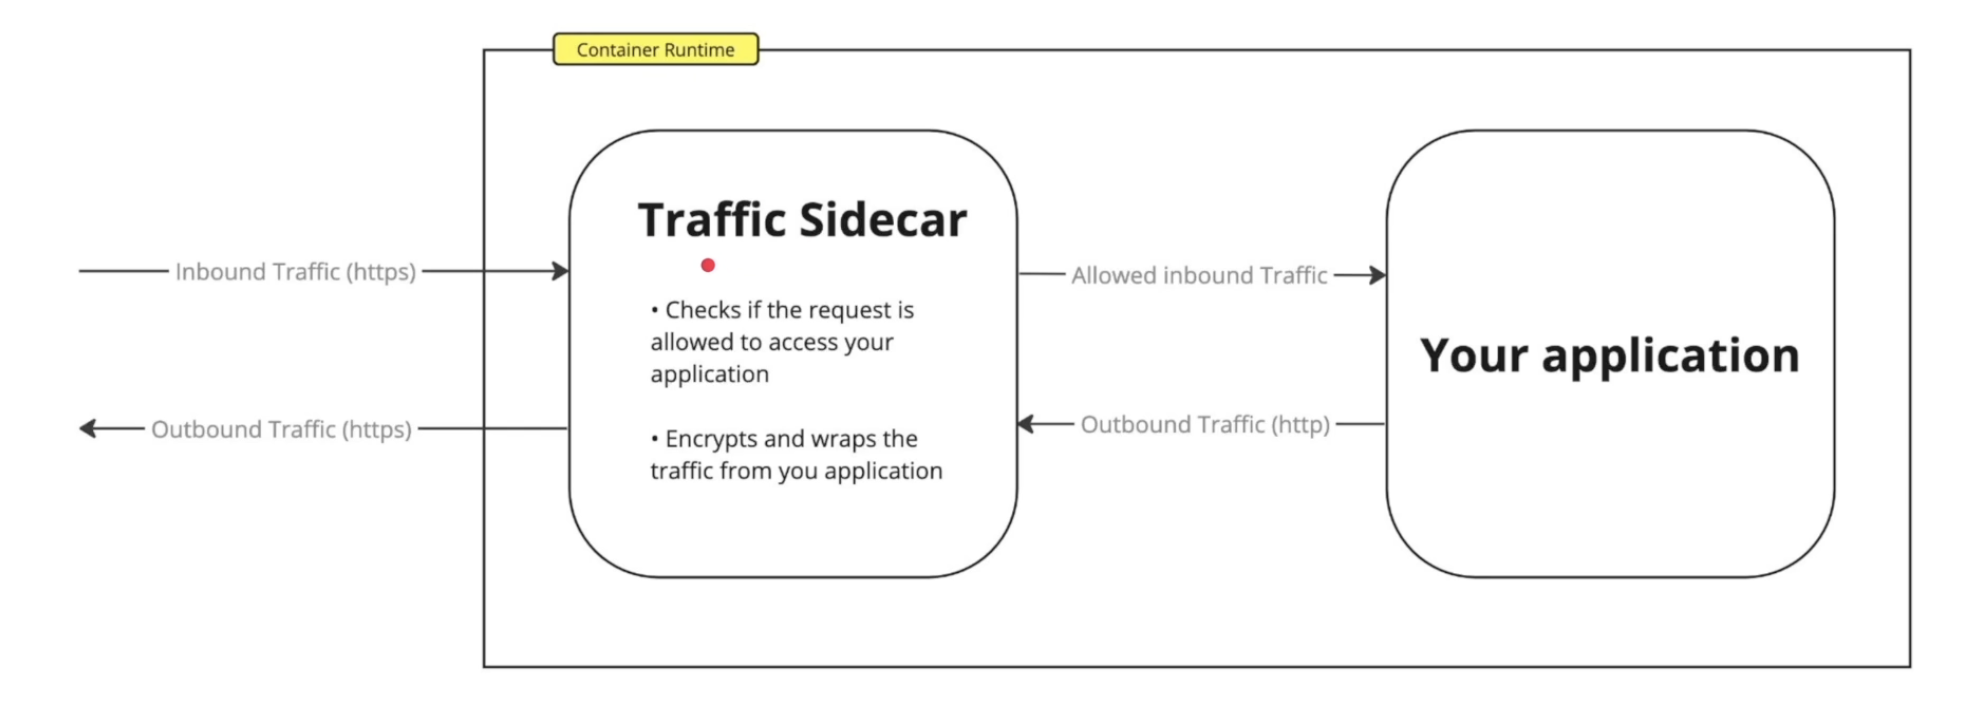 Container Runtime
Traffic Sidecar
Inbound Traffic (https)
Allowed inbound Traffic
• Checks if the request is
allowed to access your
application
Your application
Outbound Traffic (https)
Outbound Traffic (http)
• Encrypts and wraps the
traffic from you application